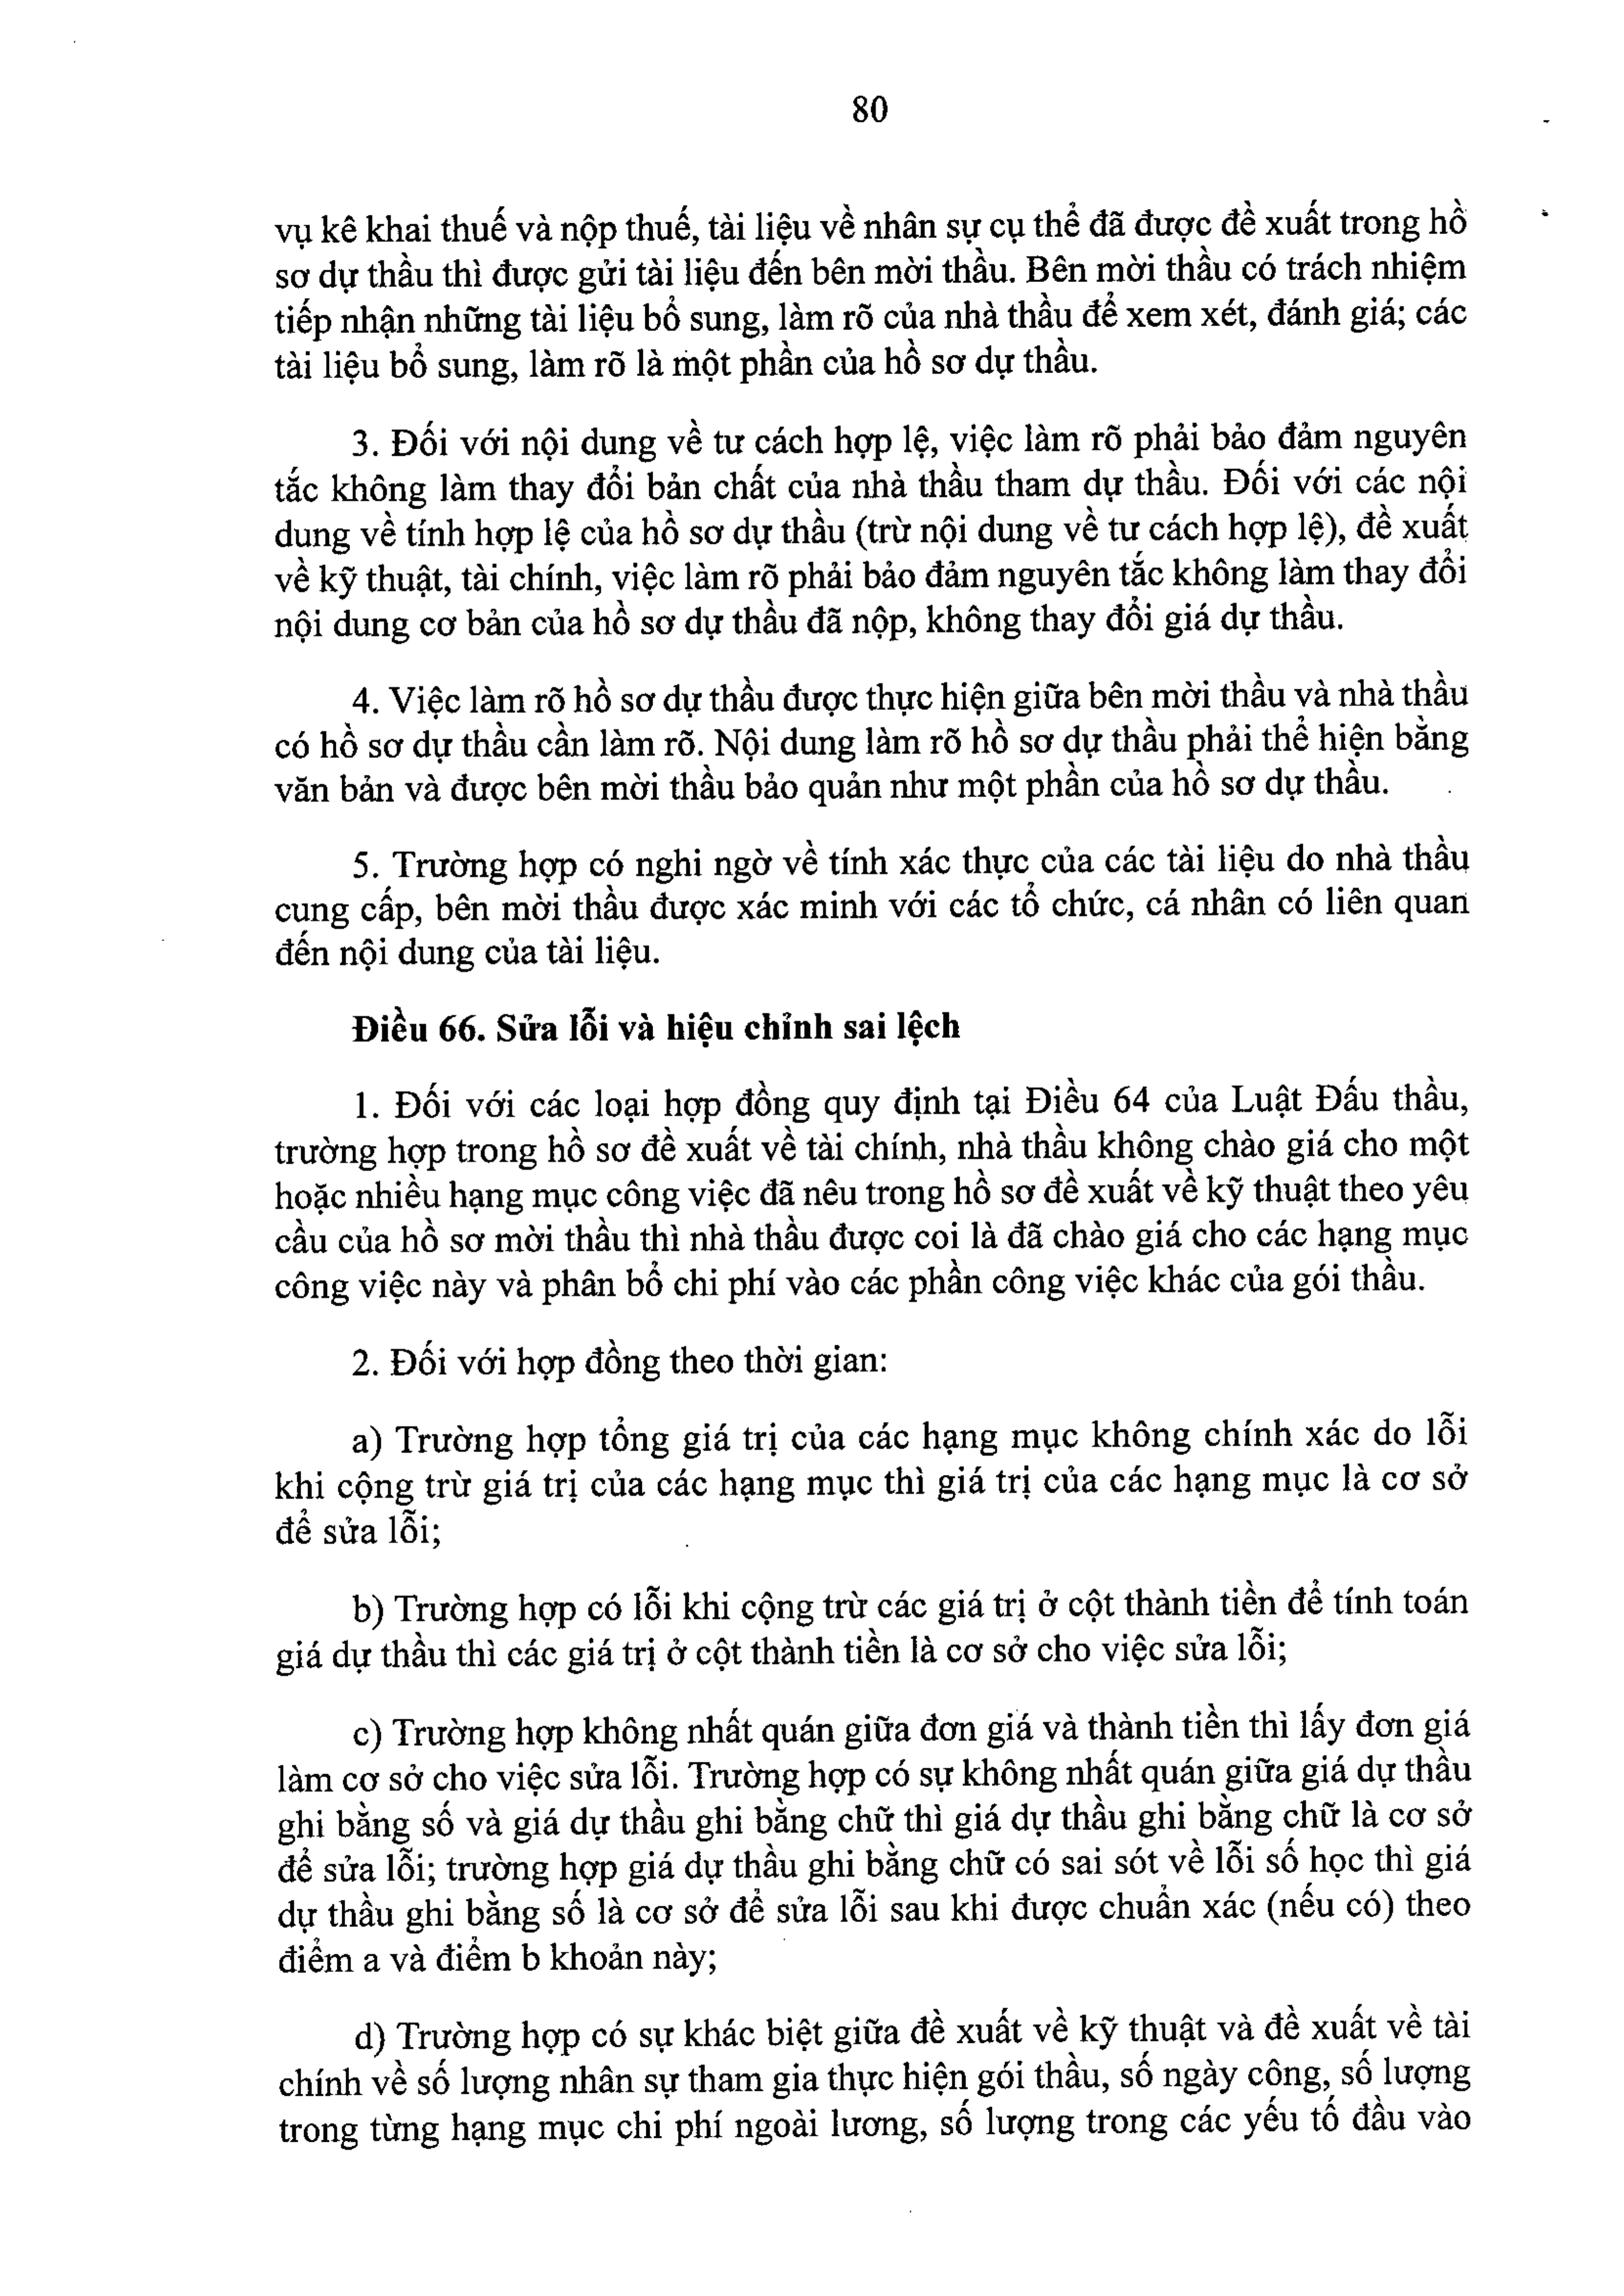 80
vụ kê khai thuế và nộp thuế, tài liệu về nhân sự cụ thể đã được đề xuất trong hồ
sơ dự thầu thì được gửi tài liệu đến bên mời thầu. Bên mời thầu có trách nhiệm
tiếp nhận những tài liệu bổ sung, làm rõ của nhà thầu để xem xét, đánh giá; các
tài liệu bổ sung, làm rõ là một phần của hồ sơ dự thầu.
3. Đối với nội dung về tư cách hợp lệ, việc làm rõ phải bảo đảm nguyên
tắc không làm thay đổi bản chất của nhà thầu tham dự thầu. Đối với các nội
dung về tính hợp lệ của hồ sơ dự thầu (trừ nội dung về tư cách hợp lệ), đề xuất
về kỹ thuật, tài chính, việc làm rõ phải bảo đảm nguyên tắc không làm thay đổi
nội dung cơ bản của hồ sơ dự thầu đã nộp, không thay đổi giá dự thầu.
4. Việc làm rõ hồ sơ dự thầu được thực hiện giữa bên mời thầu và nhà thầu
có hồ sơ dự thầu cần làm rõ. Nội dung làm rõ hồ sơ dự thầu phải thể hiện bằng
văn bản và được bên mời thầu bảo quản như một phần của hồ sơ dự thầu.
5. Trường hợp có nghi ngờ về tính xác thực của các tài liệu do nhà thầu
cung cấp, bên mời thầu được xác minh với các tổ chức, cá nhân có liên quan
đến nội dung của tài liệu.
Điều 66. Sửa lỗi và hiệu chỉnh sai lệch
1. Đối với các loại hợp đồng quy định tại Điều 64 của Luật Đấu thầu,
trường hợp trong hồ sơ đề xuất về tài chính, nhà thầu không chào giá cho một
hoặc nhiều hạng mục công việc đã nêu trong hồ sơ đề xuất về kỹ thuật theo yêu
cầu của hồ sơ mời thầu thì nhà thầu được coi là đã chào giá cho các hạng mục
công việc này và phân bổ chi phí vào các phần công việc khác của gói thầu.
2. Đối với hợp đồng theo thời gian:
a) Trường hợp tổng giá trị của các hạng mục không chính xác do lỗi
khi cộng trừ giá trị của các hạng mục thì giá trị của các hạng mục là cơ sở
để sửa lỗi;
b) Trường hợp có lỗi khi cộng trừ các giá trị ở cột thành tiền để tính toán
giá dự thầu thì các giá trị ở cột thành tiền là cơ sở cho việc sửa lỗi;
c) Trường hợp không nhất quán giữa đơn giá và thành tiền thì lấy đơn giá
làm cơ sở cho việc sửa lỗi. Trường hợp có sự không nhất quán giữa giá dự thầu
ghi bằng số và giá dự thầu ghi bằng chữ thì giá dự thầu ghi bằng chữ là cơ sở
để sửa lỗi; trường hợp giá dự thầu ghi bằng chữ có sai sót về lỗi số học thì giá
dự thầu ghi bằng số là cơ sở để sửa lỗi sau khi được chuẩn xác (nếu có) theo
điểm a và điểm b khoản này;
d) Trường hợp có sự khác biệt giữa đề xuất về kỹ thuật và đề xuất về tài
chính về số lượng nhân sự tham gia thực hiện gói thầu, số ngày công, số lượng
trong từng hạng mục chi phí ngoài lương, số lượng trong các yếu tố đầu vào